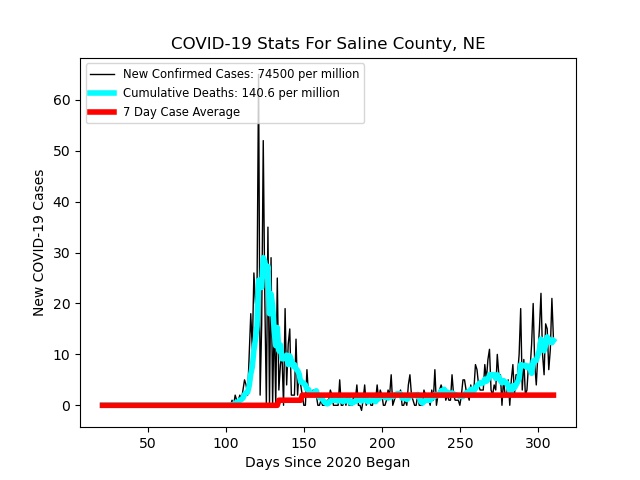 COVID-19 Stats For Saline County, NE
New Confirmed Cases: 74500 per million
Cumulative Deaths: 140.6 per million
7 Day Case Average
60
50
40
30
20
10
0
New COVID-19 Cases
50 100 150 200 250 300
Days Since 2020 Began